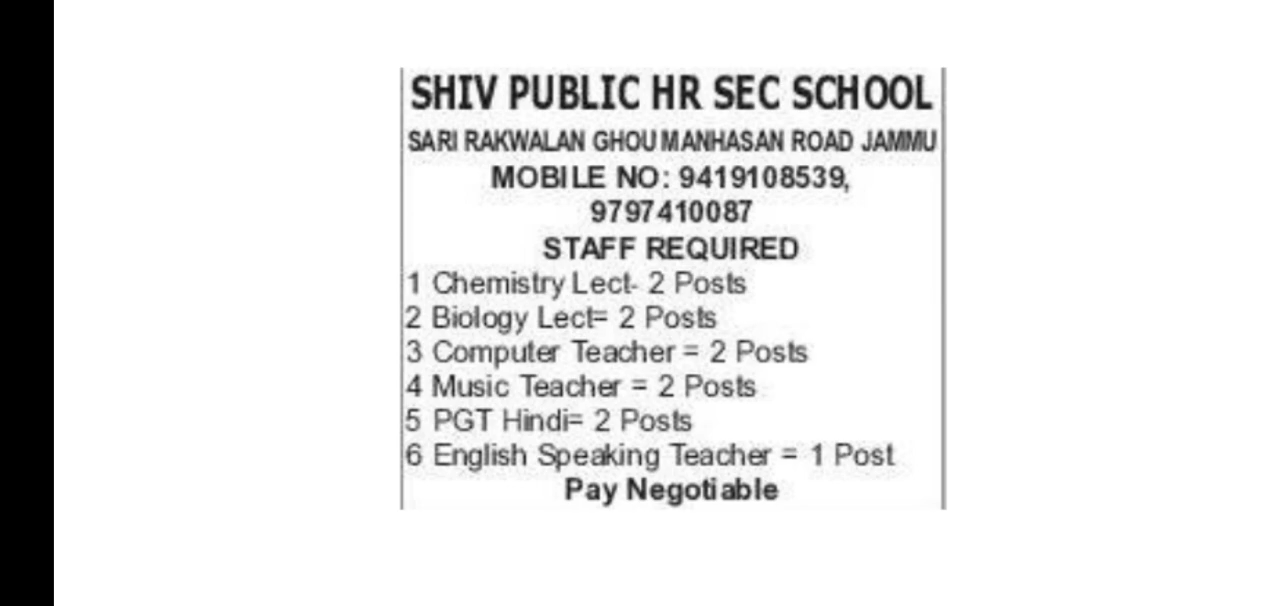 SHIV PUBLIC HR SEC SCHOOL
SARI RAKWALAN GHOU MANHASAN ROAD JAMMU
MOBILE NO: 9419108539,
9797410087
STAFF REQUIRED
1 Chemistry Lect- 2 Posts
2 Biology Lect= 2 Posts
3 Computer Teacher = 2 Posts
4 Music Teacher = 2 Posts
5 PGT Hindi= 2 Posts
6 English Speaking Teacher = 1 Post
Pay Negotiable